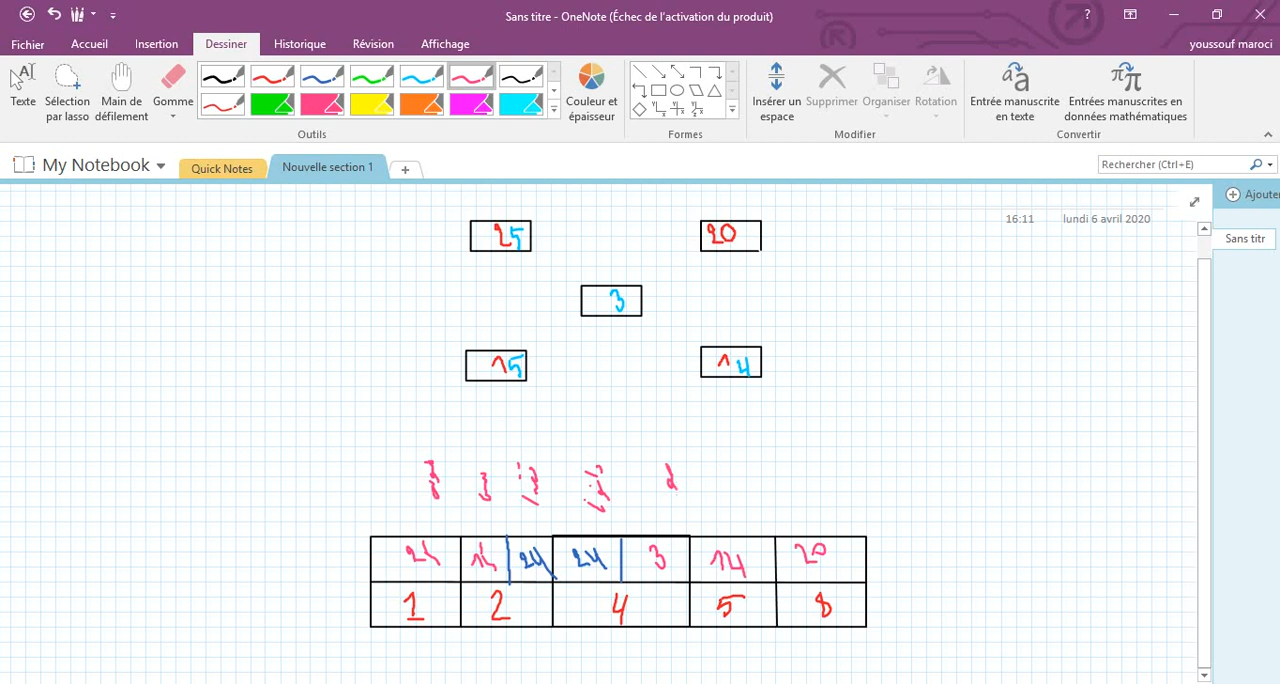 Sans titre - OneNote (Échec de l'activation du produit)
?
Fichier Accueil Insertion Dessiner Historique Révision Affichage
youssouf maroci
Texte Sélection par lasso Main de défilement Gomme
Couleur et épaisseur
Insérer un espace Supprimer Organiser Rotation
Entrée manuscrite en texte Entrées manuscrites en données mathématiques
Outils Formes Modifier Convertir
My Notebook Quick Notes Nouvelle section 1 +
Rechercher (Ctrl+E)
Ajouter
16:11 lundi 6 avril 2020
Sans titr
25 20
3
15 14
24 3 14 20
1 2 4 5 8